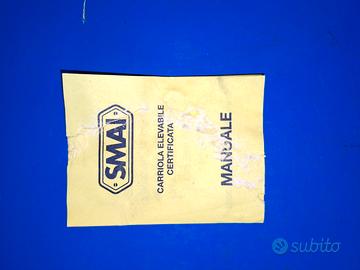 SMAI
CARRIOLA ELEVABILE
CERTIFICATA
MANUALE
subito